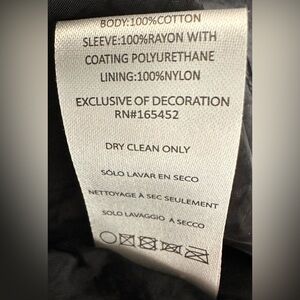 BODY:100%COTTON
SLEEVE:100%RAYON WITH
COATING POLYURETHANE
LINING:100%NYLON
EXCLUSIVE OF DECORATION
RN#165452
DRY CLEAN ONLY
SÓLO LAVAR EN SECO
NETTOYAGE À SEC SEULEMENT
SOLO LAVAGGIO A SECCO